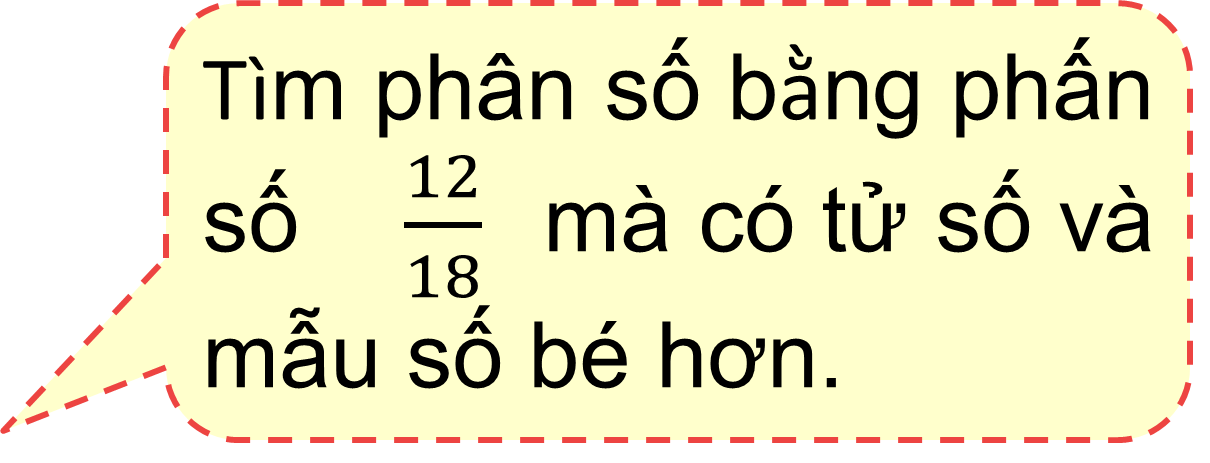 Tìm phân số bằng phấn
số 12/18 mà có tử số và
mẫu số bé hơn.